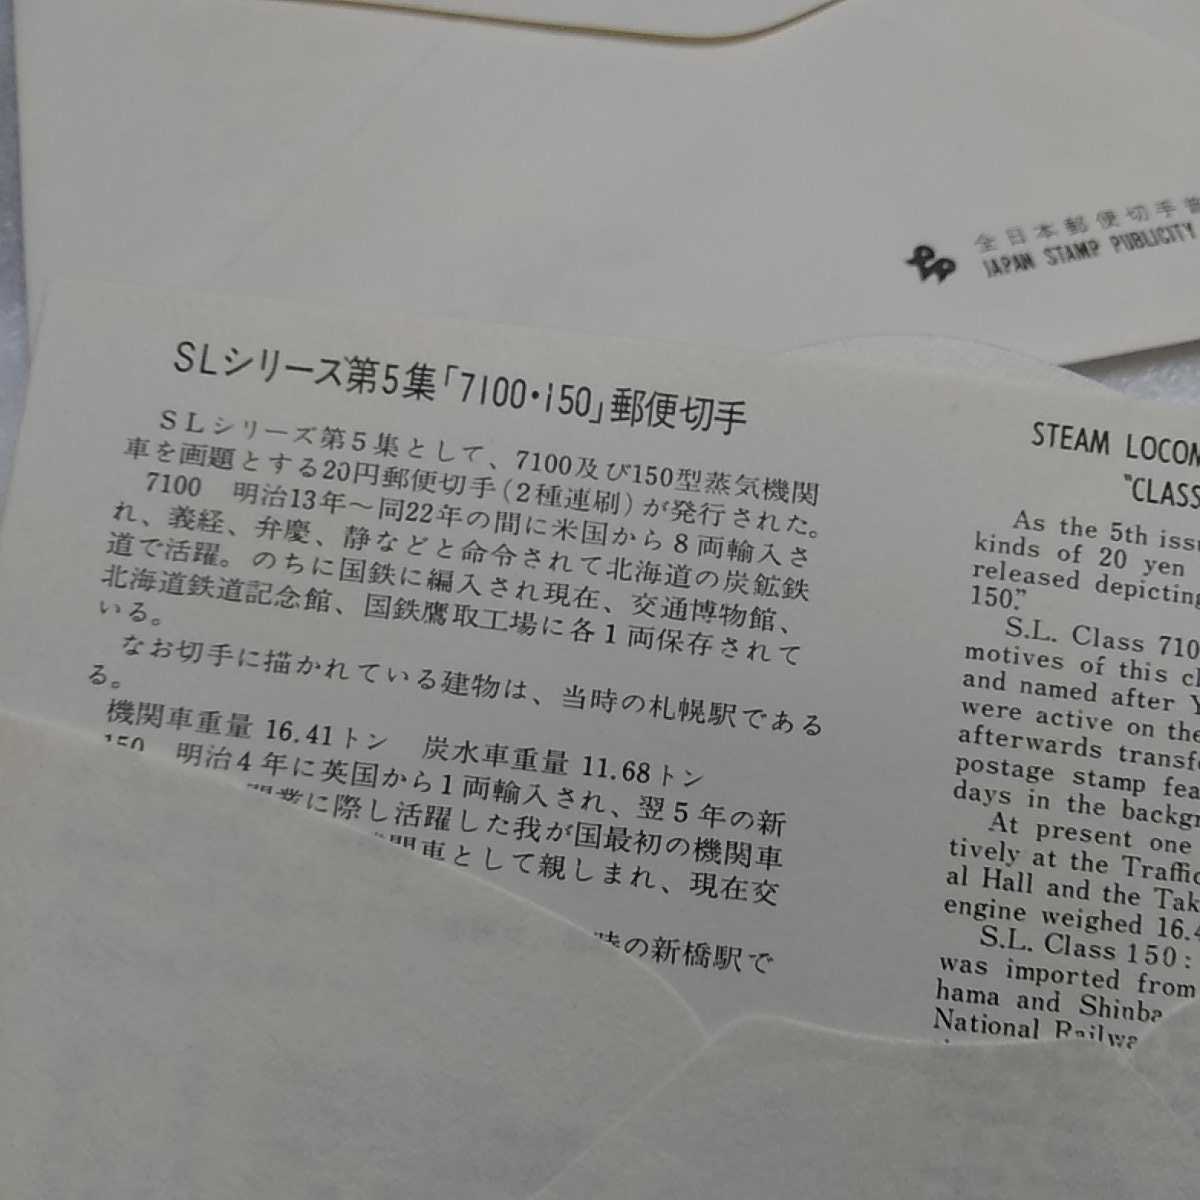 全日本郵便切手
JAPAN STAMP PUBLICITY
SLシリーズ第5集「7100・150」郵便切手
SLシリーズ第5集として、7100及び150型蒸気機関
車を画題とする20円郵便切手(2種連刷)が発行された。
7100 明治13年〜同22年の間に米国から8両輸入さ
れ、義経、弁慶、静などと命令されて北海道の炭鉱鉄
道で活躍。のちに国鉄に編入され現在、交通博物館、
北海道鉄道記念館、国鉄鷹取工場に各1両保存されて
いる。
なお切手に描かれている建物は、当時の札幌駅である
る。
機関車重量 16.41トン 炭水車重量 11.68トン
150 明治4年に英国から1両輸入され、翌5年の新
開業に際し活躍した我が国最初の機関車
機関車として親しまれ、現在交
時の新橋駅で
STEAM LOCOM
"CLASS
As the 5th issu
kinds of 20 yen
released depicting
150."
S.L. Class 710
motives of this cl
and named after Y
were active on the
afterwards transfe
postage stamp fea
days in the backgr
At present one
tively at the Traffic
al Hall and the Tak
engine weighed 16.4
S.L. Class 150:
was imported from
hama and Shinba
National Railwa